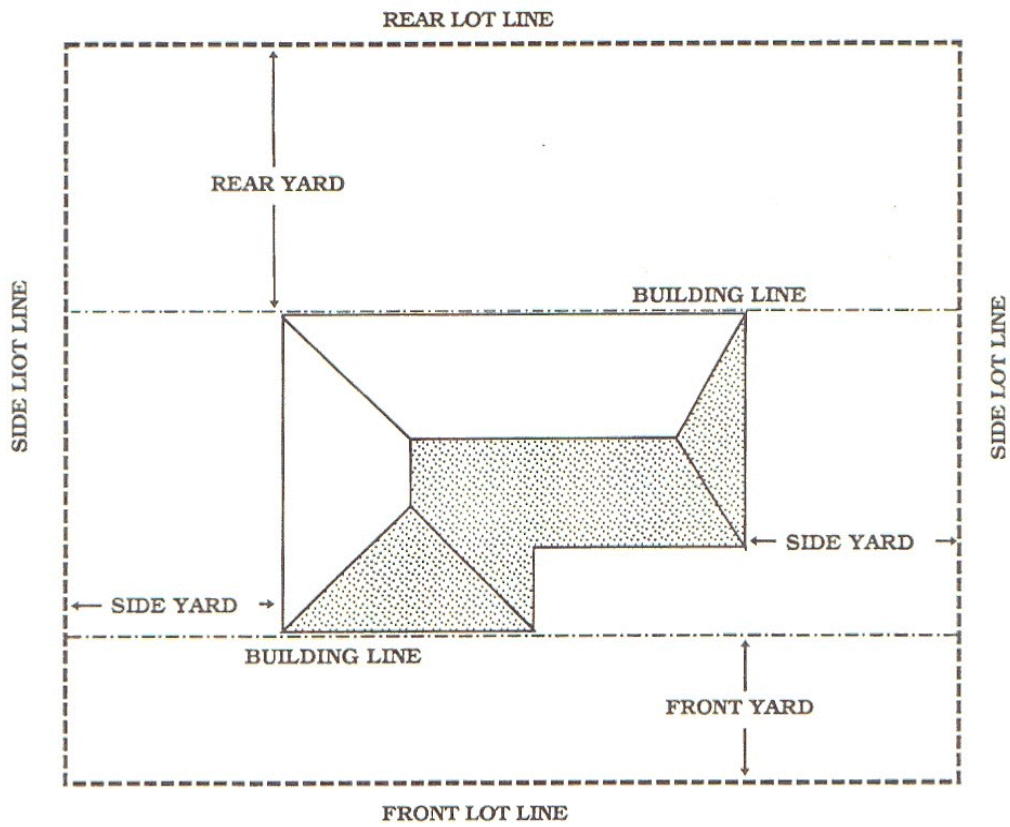 REAR LOT LINE
REAR YARD
BUILDING LINE
SIDE LIOT LINE
SIDE LOT LINE
SIDE YARD
SIDE YARD
BUILDING LINE
FRONT YARD
FRONT LOT LINE